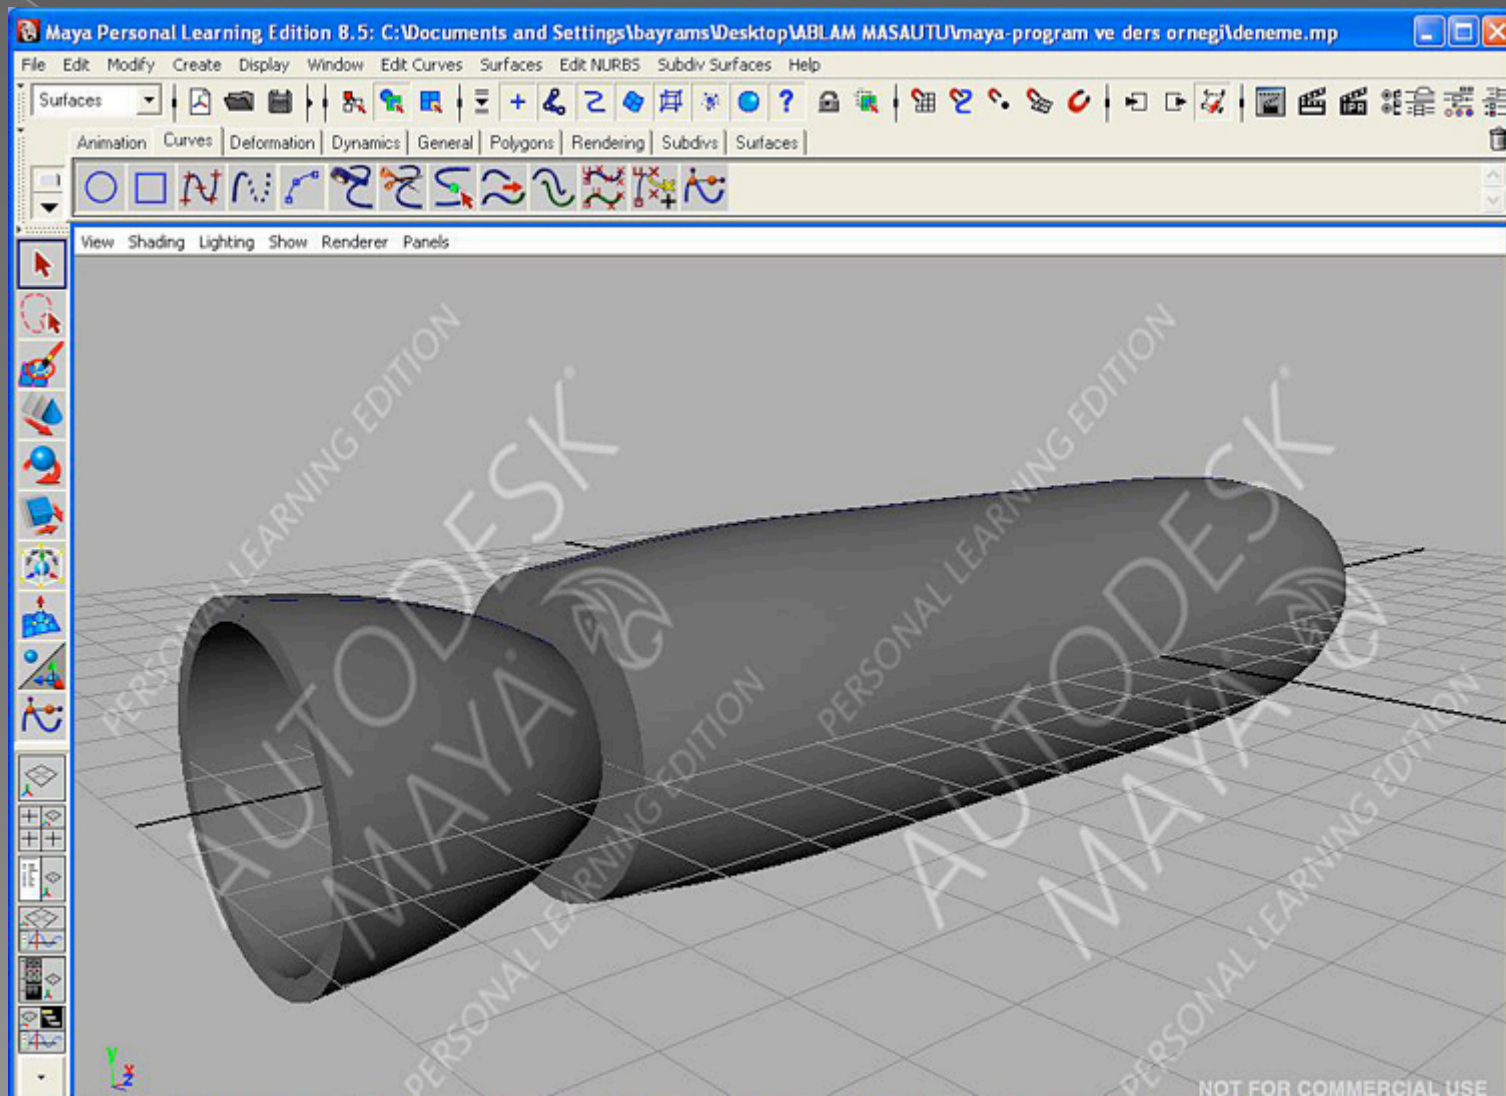 Maya Personal Learning Edition 8.5: C:\Documents and Settings\bayrams\Desktop\ABLAM MASAUTU\maya-program ve ders ornegi\deneme.mp
File Edit Modify Create Display Window Edit Curves Surfaces Edit NURBS Subdiv Surfaces Help
Surfaces
Animation Curves Deformation Dynamics General Polygons Rendering Subdivs Surfaces
View Shading Lighting Show Renderer Panels
PERSONAL LEARNING EDITION
AUTODESK
MAYA
PERSONAL LEARNING EDITION
PERSONAL LEARNING EDITION
AUTODESK
MAYA
PERSONAL LEARNING EDITION
y
x
z
NOT FOR COMMERCIAL USE